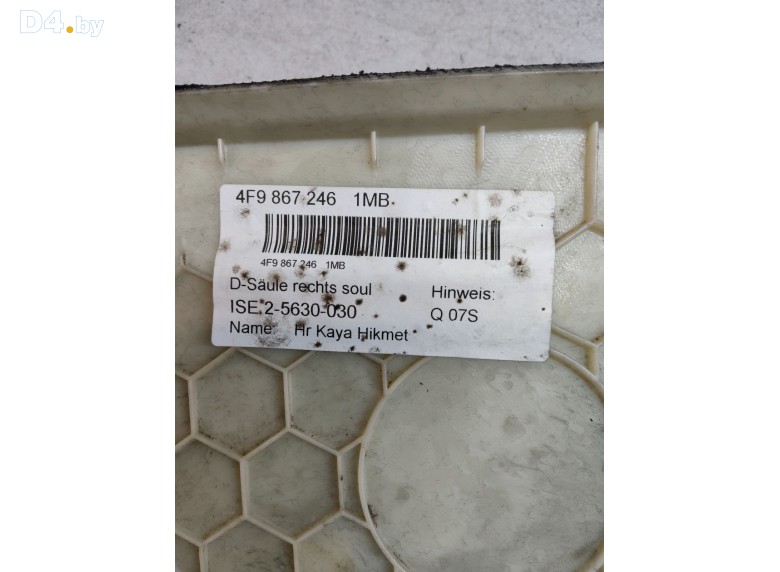 D4.by
4F9 867 246 1MB
4F9 867 246 1MB
D-Säule rechts soul
Hinweis:
ISE 2-5630-030
Q 07S
Name: Hr Kaya Hikmet